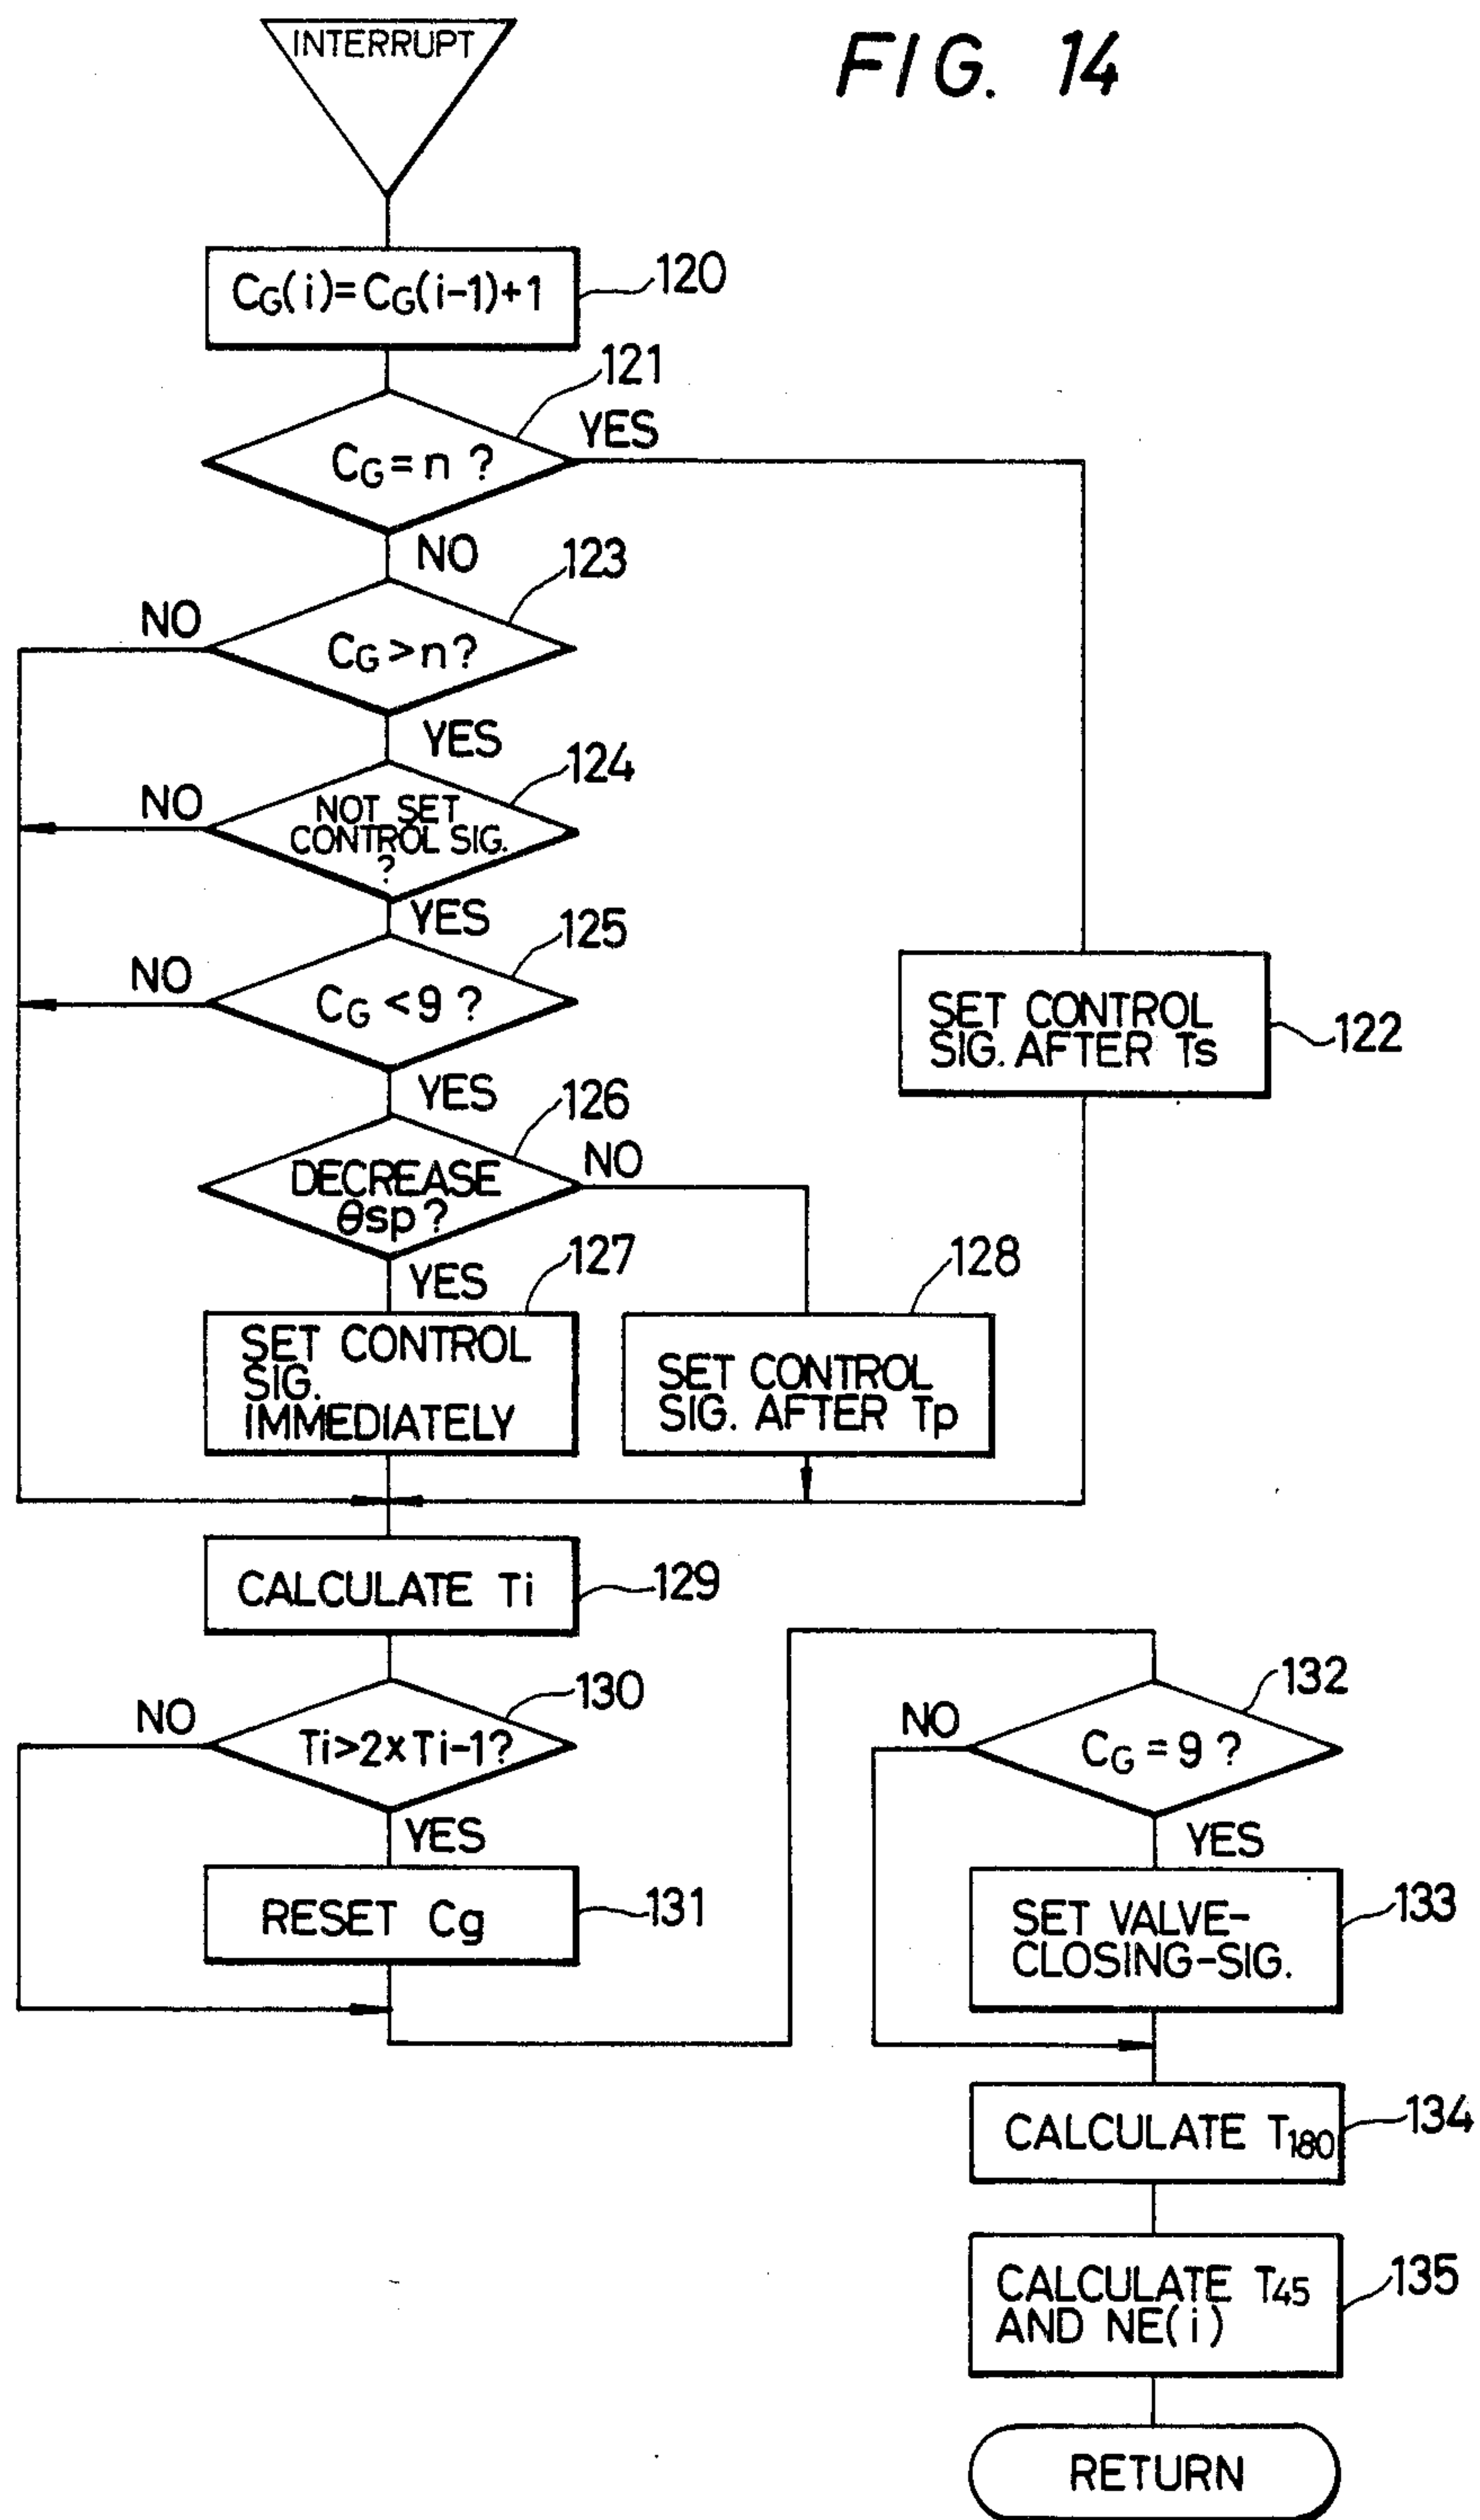 FIG. 14
INTERRUPT
CG(i)=CG(i-1)+1
120
121
YES
CG=n ?
NO
123
NO
CG>n?
YES
124
NO
NOT SET
CONTROL SIG.
?
YES
125
NO
CG<9 ?
YES
126
NO
DECREASE
θsp?
YES
127
SET CONTROL
SIG.
IMMEDIATELY
128
SET CONTROL
SIG. AFTER Tp
SET CONTROL
SIG. AFTER Ts
122
CALCULATE Ti
129
130
NO
Ti>2xTi-1?
YES
RESET Cg
131
132
NO
CG=9 ?
YES
SET VALVE-
CLOSING-SIG.
133
CALCULATE T180
134
CALCULATE T45
AND NE(i)
135
RETURN